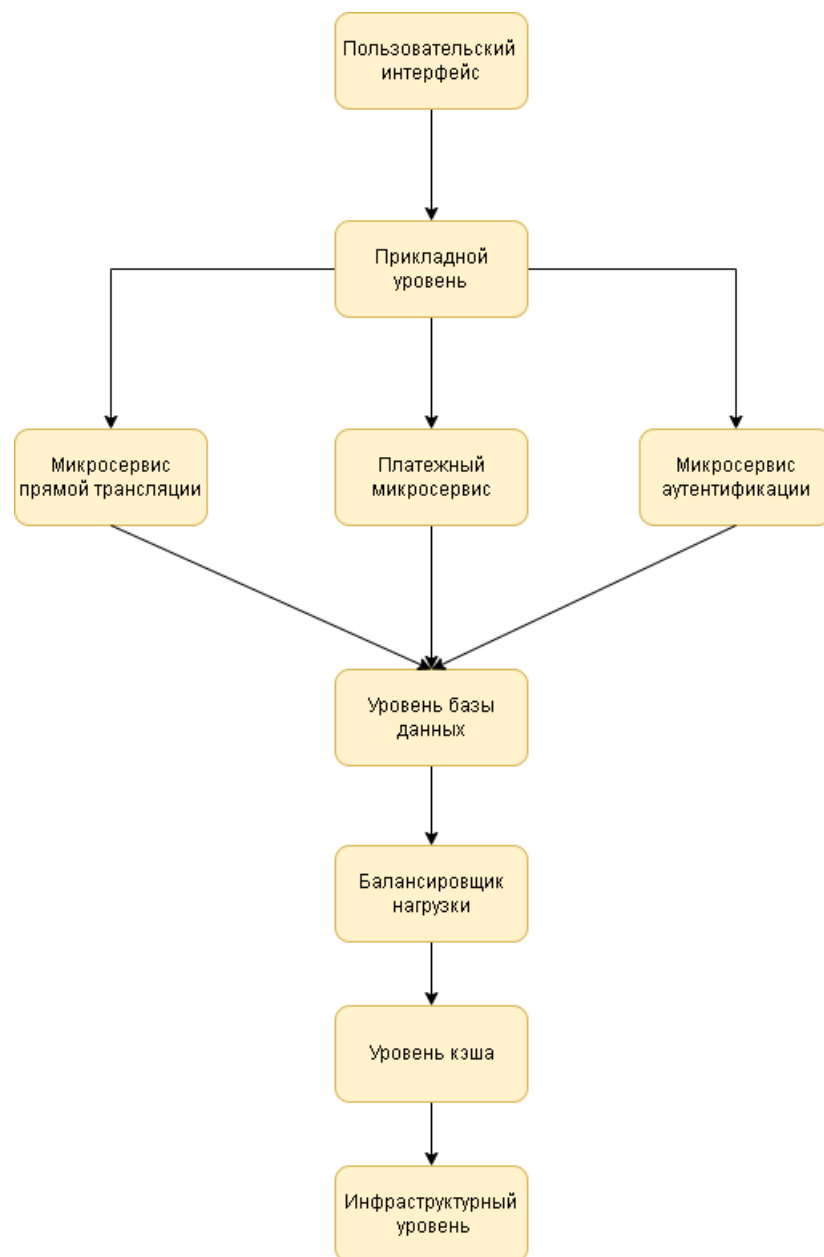 Пользовательский
интерфейс
Прикладной
уровень
Микросервис
прямой трансляции
Платежный
микросервис
Микросервис
аутентификации
Уровень базы
данных
Балансировщик
нагрузки
Уровень кэша
Инфраструктурный
уровень